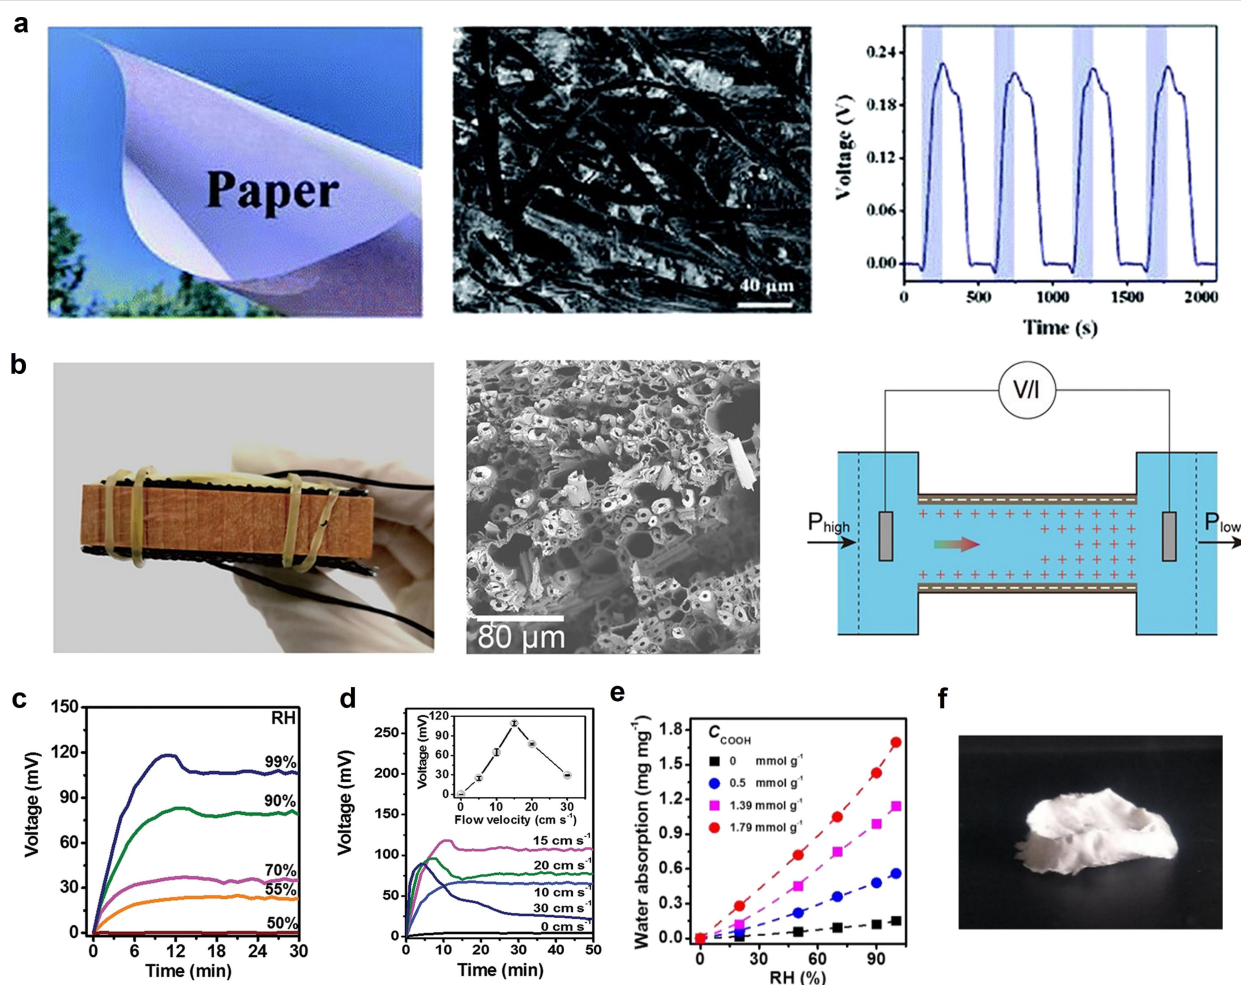 a
Paper
40 µm
Voltage (V)
0.24
0.18
0.12
0.06
0.00
0
500
1000
1500
2000
Time (s)
b
80 µm
V/I
P_high
P_low
c
Voltage (mV)
150
120
90
60
30
0
RH
99%
90%
70%
55%
50%
0 6 12 18 24 30
Time (min)
d
Voltage (mV)
250
200
150
100
50
0
Voltage (mV)
120
90
60
30
0
0 10 20 30
Flow velocity (cm s⁻¹)
15 cm s⁻¹
20 cm s⁻¹
10 cm s⁻¹
30 cm s⁻¹
0 cm s⁻¹
0 10 20 30 40 50
Time (min)
e
Water absorption (mg mg⁻¹)
1.8
1.5
1.2
0.9
0.6
0.3
0.0
C_COOH
0 mmol g⁻¹
0.5 mmol g⁻¹
1.39 mmol g⁻¹
1.79 mmol g⁻¹
0 30 60 90
RH (%)
f